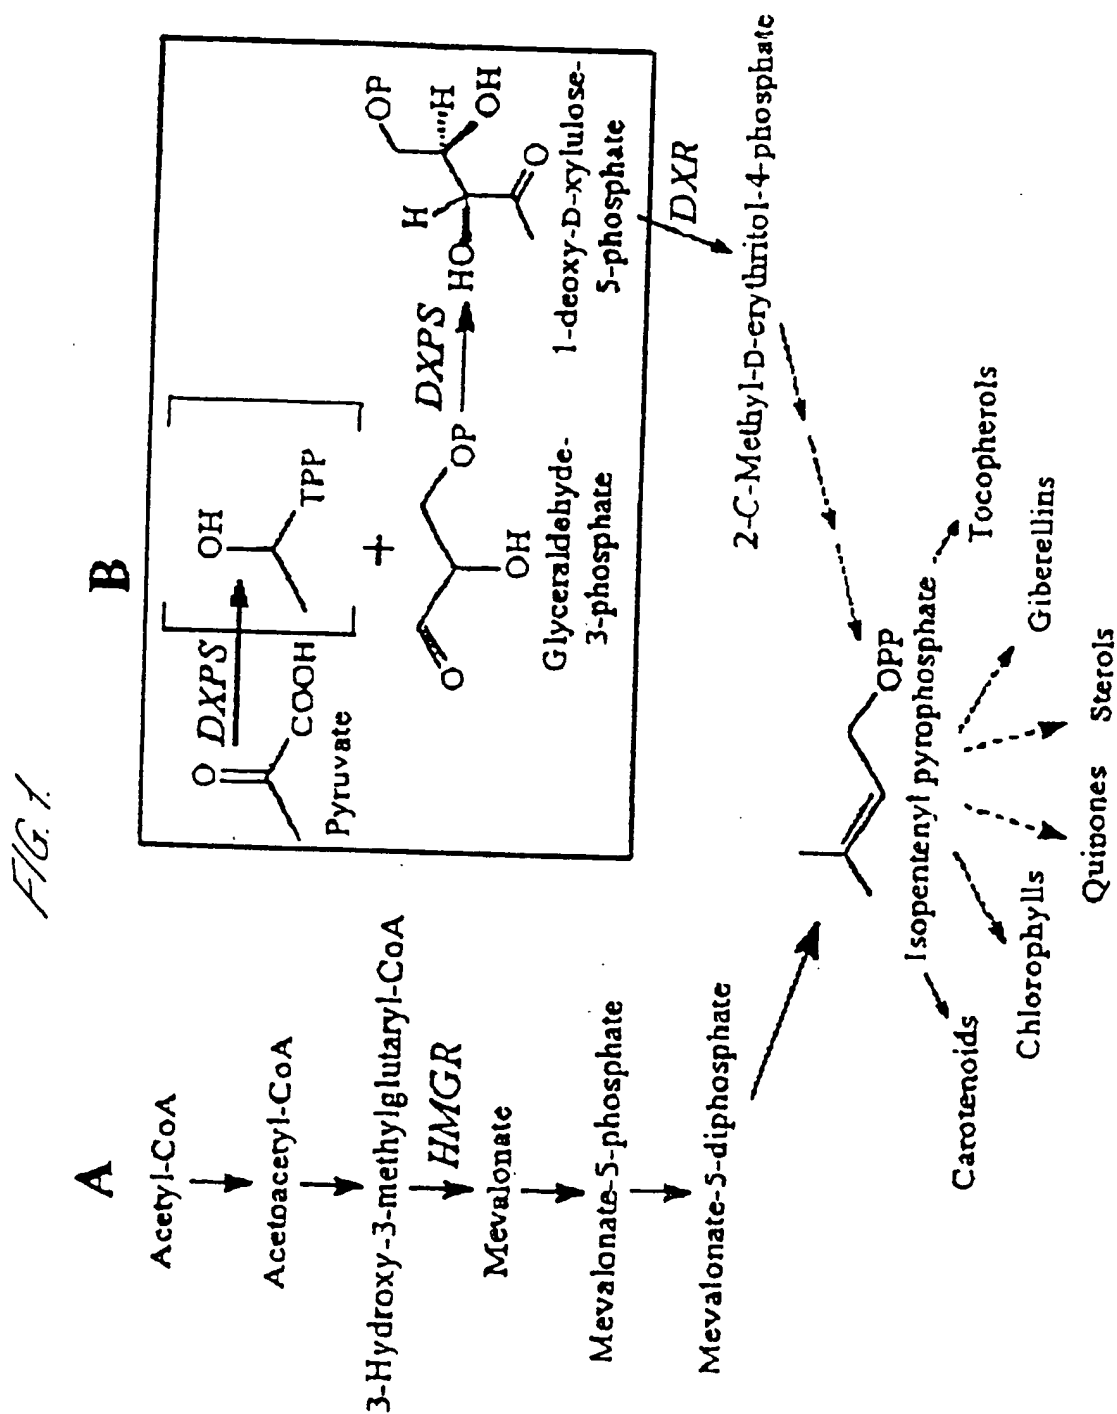 FIG. 1.
A
Acetyl-CoA
Acetoacetyl-CoA
3-Hydroxy-3-methylglutaryl-CoA
HMGR
Mevalonate
Mevalonate-5-phosphate
Mevalonate-5-diphosphate
B
DXPS
O
COOH
Pyruvate
OH
TPP
+
O
OH
OP
Glyceraldehyde-
3-phosphate
DXPS
HO
H
OP
H
OH
O
1-deoxy-D-xylulose-
5-phosphate
DXR
2-C-Methyl-D-erythritol-4-phosphate
OPP
Isopentenyl pyrophosphate
Carotenoids
Chlorophylls
Quinones
Sterols
Giberellins
Tocopherols